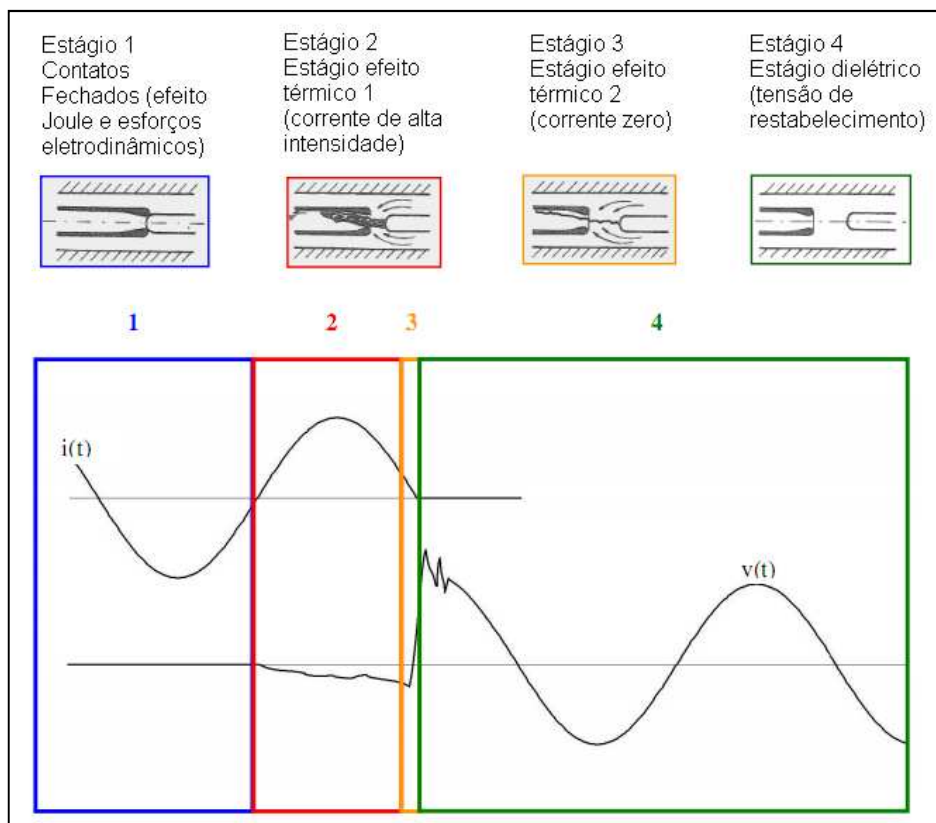 Estágio 1
Contatos
Fechados (efeito
Joule e esforços
eletrodinâmicos)
Estágio 2
Estágio efeito
térmico 1
(corrente de alta
intensidade)
Estágio 3
Estágio efeito
térmico 2
(corrente zero)
Estágio 4
Estágio dielétrico
(tensão de
restabelecimento)
1
2
3
4
i(t)
v(t)